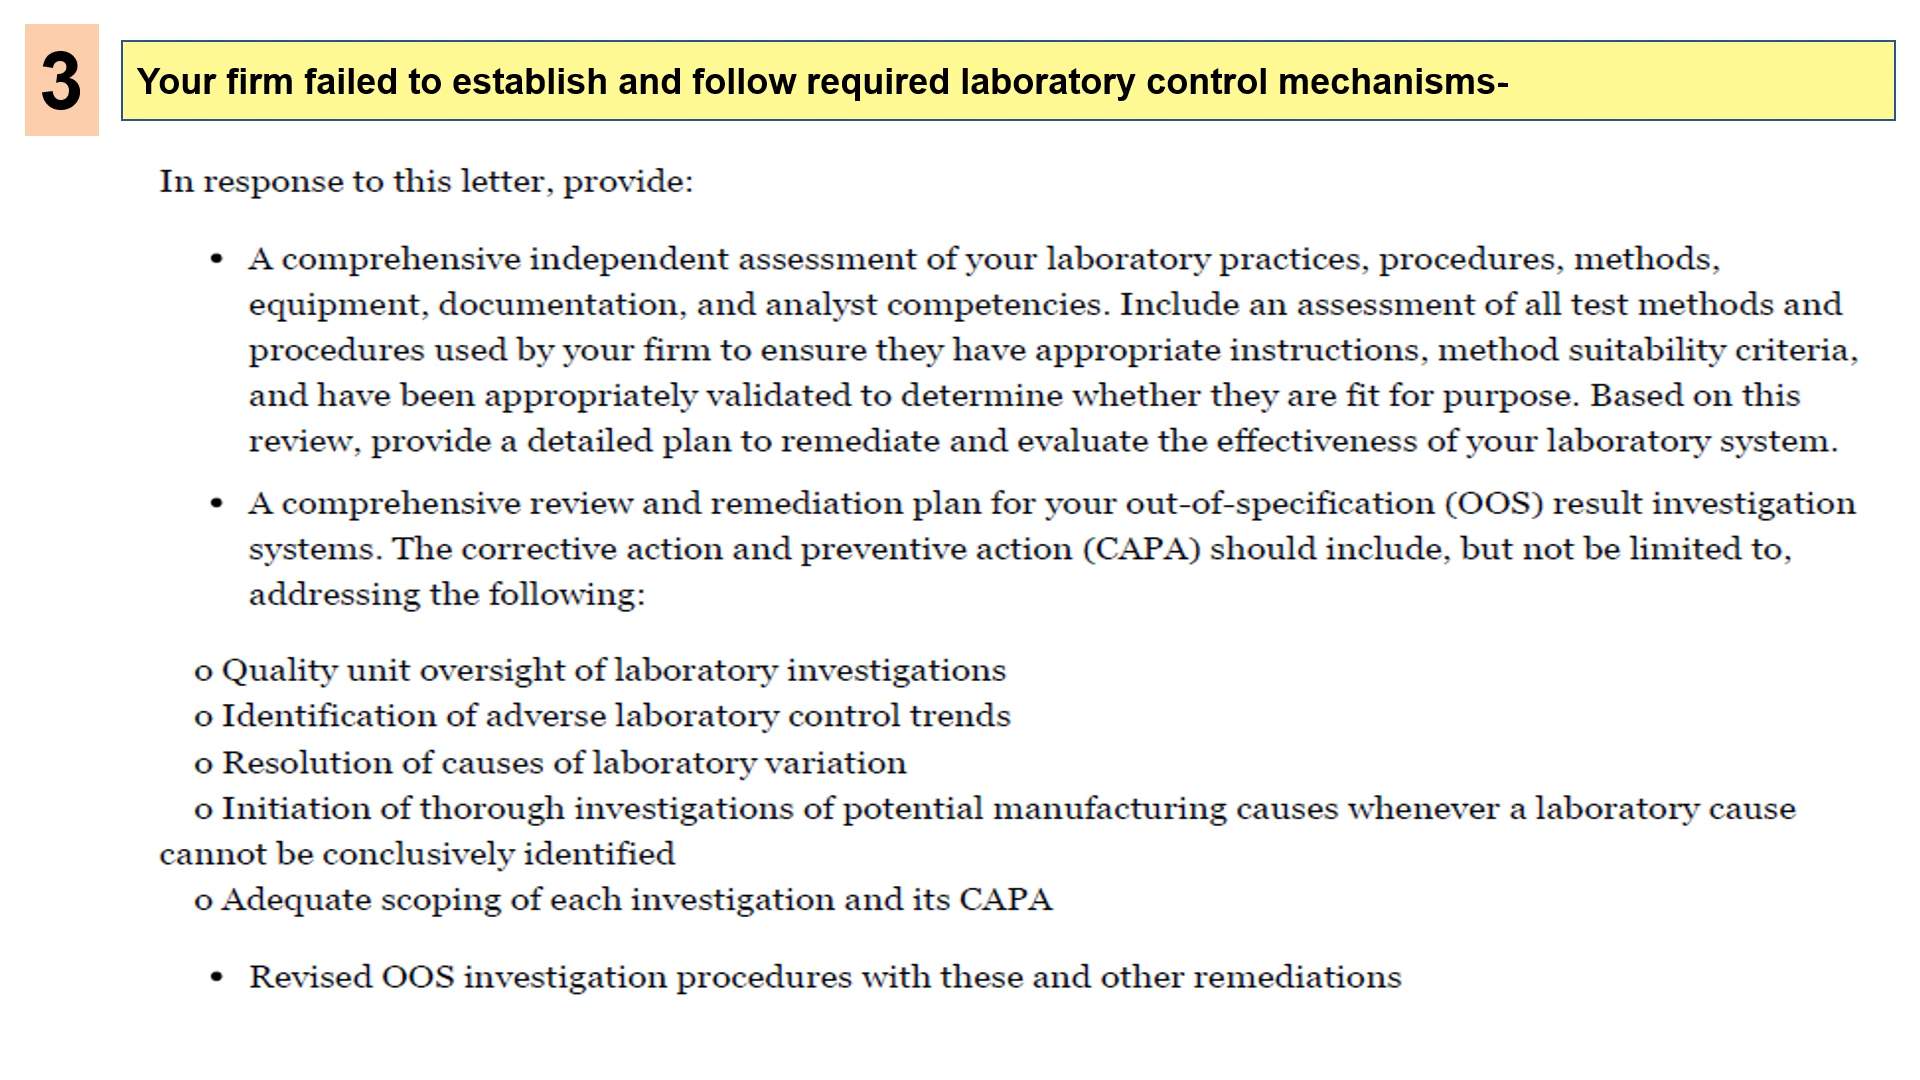 3
Your firm failed to establish and follow required laboratory control mechanisms-
In response to this letter, provide:
• A comprehensive independent assessment of your laboratory practices, procedures, methods,
equipment, documentation, and analyst competencies. Include an assessment of all test methods and
procedures used by your firm to ensure they have appropriate instructions, method suitability criteria,
and have been appropriately validated to determine whether they are fit for purpose. Based on this
review, provide a detailed plan to remediate and evaluate the effectiveness of your laboratory system.
• A comprehensive review and remediation plan for your out-of-specification (OOS) result investigation
systems. The corrective action and preventive action (CAPA) should include, but not be limited to,
addressing the following:
o Quality unit oversight of laboratory investigations
o Identification of adverse laboratory control trends
o Resolution of causes of laboratory variation
o Initiation of thorough investigations of potential manufacturing causes whenever a laboratory cause
cannot be conclusively identified
o Adequate scoping of each investigation and its CAPA
• Revised OOS investigation procedures with these and other remediations